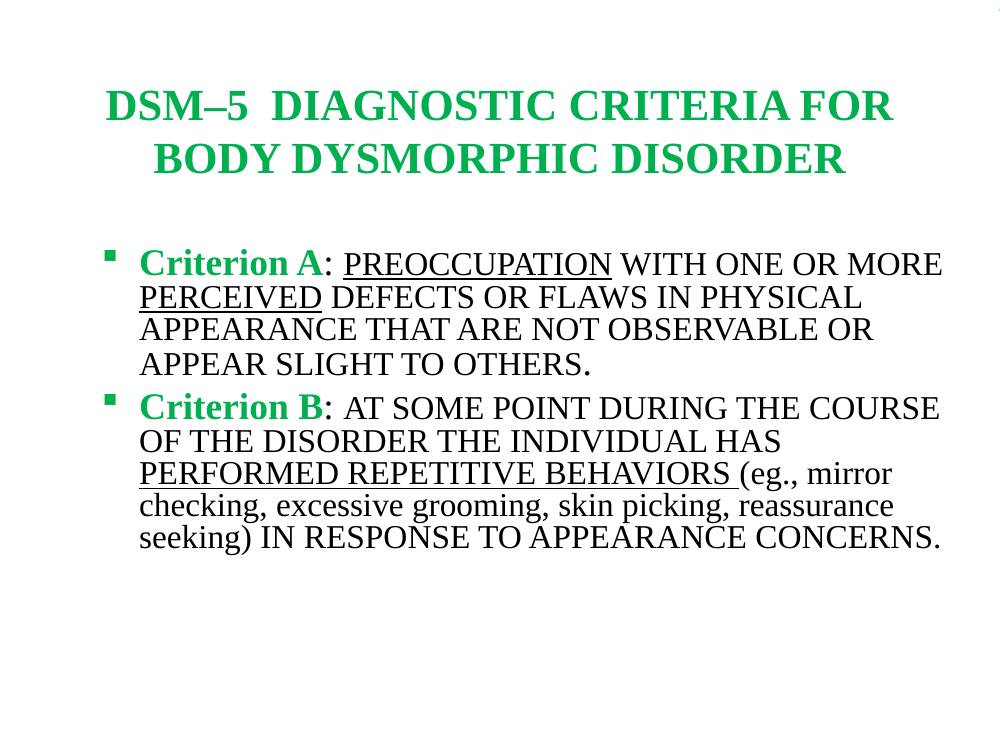 DSM–5  DIAGNOSTIC CRITERIA FOR
BODY DYSMORPHIC DISORDER
▪ Criterion A: PREOCCUPATION WITH ONE OR MORE
PERCEIVED DEFECTS OR FLAWS IN PHYSICAL
APPEARANCE THAT ARE NOT OBSERVABLE OR
APPEAR SLIGHT TO OTHERS.
▪ Criterion B: AT SOME POINT DURING THE COURSE
OF THE DISORDER THE INDIVIDUAL HAS
PERFORMED REPETITIVE BEHAVIORS (eg., mirror
checking, excessive grooming, skin picking, reassurance
seeking) IN RESPONSE TO APPEARANCE CONCERNS.